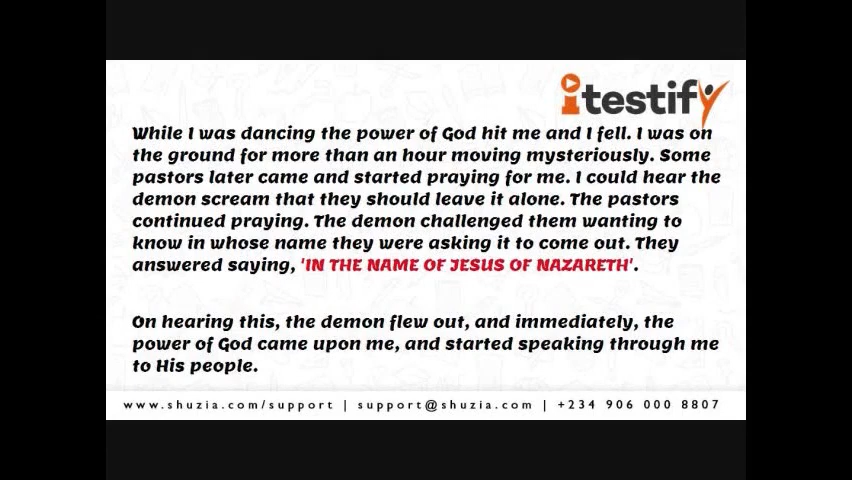 itestify
While I was dancing the power of God hit me and I fell. I was on
the ground for more than an hour moving mysteriously. Some
pastors later came and started praying for me. I could hear the
demon scream that they should leave it alone. The pastors
continued praying. The demon challenged them wanting to
know in whose name they were asking it to come out. They
answered saying, 'IN THE NAME OF JESUS OF NAZARETH'.
On hearing this, the demon flew out, and immediately, the
power of God came upon me, and started speaking through me
to His people.
www.shuzia.com/support | support@shuzia.com | +234 906 000 8807